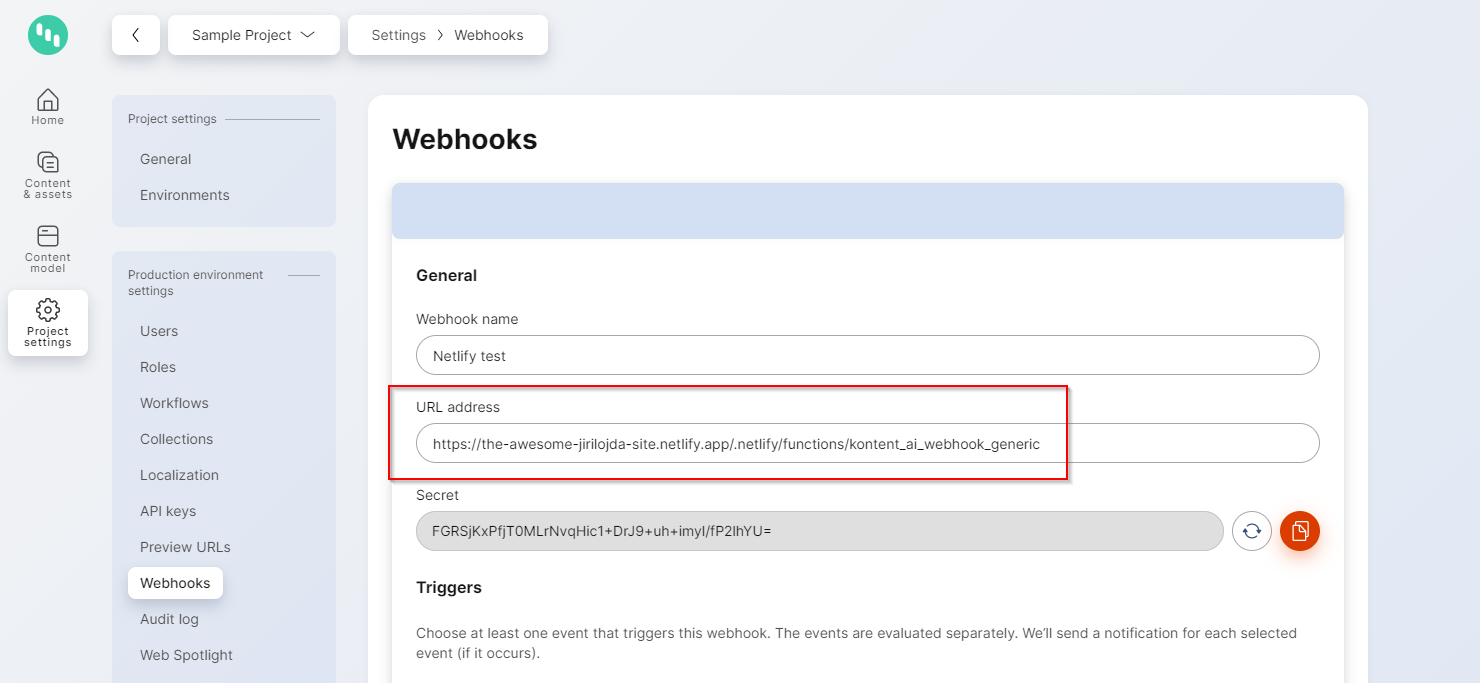 Sample Project
Settings > Webhooks
Home
Content
& assets
Content
model
Project
settings
Project settings
General
Environments
Production environment
settings
Users
Roles
Workflows
Collections
Localization
API keys
Preview URLs
Webhooks
Audit log
Web Spotlight
Webhooks
General
Webhook name
Netlify test
URL address
https://the-awesome-jirilojda-site.netlify.app/.netlify/functions/kontent_ai_webhook_generic
Secret
FGRSjKxPfjT0MLrNvqHic1+DrJ9+uh+imyI/fP2IhYU=
Triggers
Choose at least one event that triggers this webhook. The events are evaluated separately. We’ll send a notification for each selected
event (if it occurs).